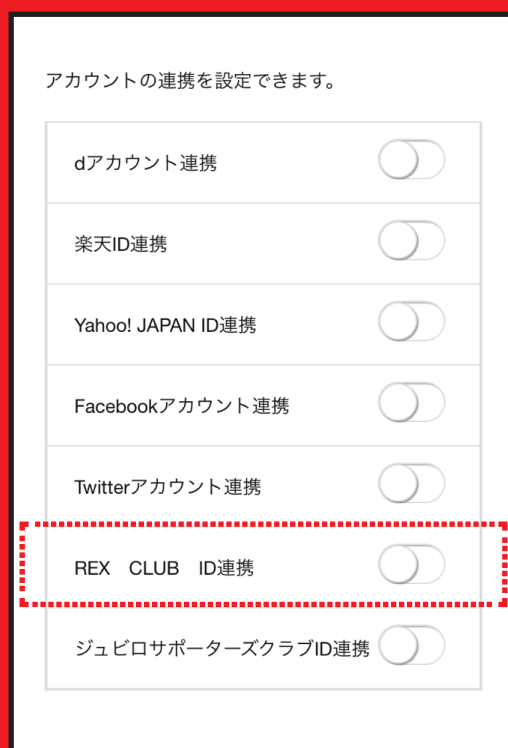 アカウントの連携を設定できます。
dアカウント連携
楽天ID連携
Yahoo! JAPAN ID連携
Facebookアカウント連携
Twitterアカウント連携
REX　CLUB　ID連携
ジュビロサポーターズクラブID連携